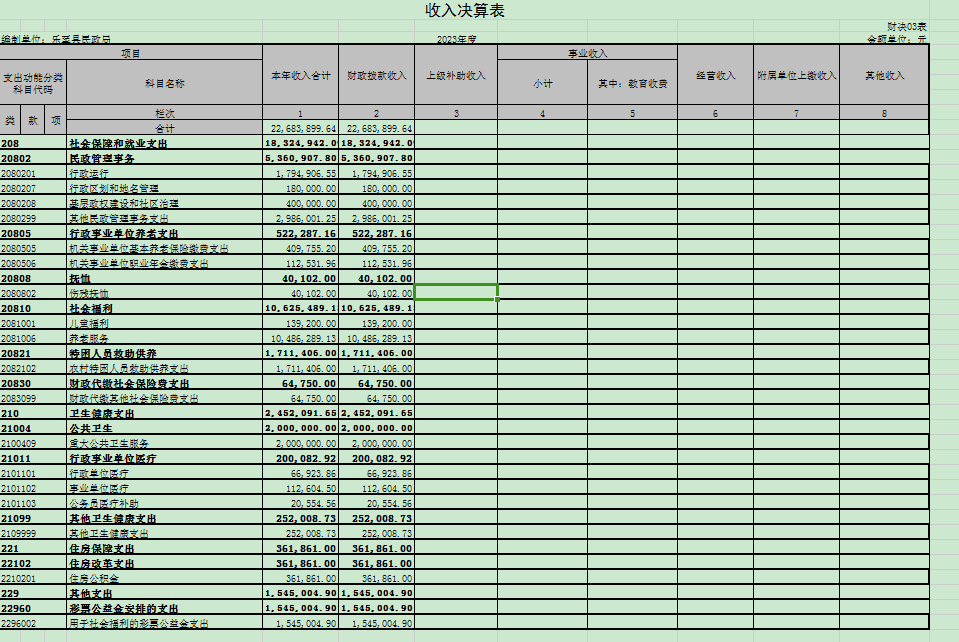 收入决算表
财决03表
编制单位：乐至县民政局 2023年度 金额单位：元
项目 本年收入合计 财政拨款收入 上级补助收入 事业收入 经营收入 附属单位上缴收入 其他收入
支出功能分类科目代码 科目名称 小计 其中：教育收费
类 款 项 栏次 1 2 3 4 5 6 7 8
合计 22,683,899.64 22,683,899.64
208 社会保障和就业支出 18,324,942.0 18,324,942.0
20802 民政管理事务 5,360,907.80 5,360,907.80
2080201 行政运行 1,794,906.55 1,794,906.55
2080207 行政区划和地名管理 180,000.00 180,000.00
2080208 基层政权建设和社区治理 400,000.00 400,000.00
2080299 其他民政管理事务支出 2,986,001.25 2,986,001.25
20805 行政事业单位养老支出 522,287.16 522,287.16
2080505 机关事业单位基本养老保险缴费支出 409,755.20 409,755.20
2080506 机关事业单位职业年金缴费支出 112,531.96 112,531.96
20808 抚恤 40,102.00 40,102.00
2080802 伤残抚恤 40,102.00 40,102.00
20810 社会福利 10,625,489.1 10,625,489.1
2081001 儿童福利 139,200.00 139,200.00
2081006 养老服务 10,486,289.13 10,486,289.13
20821 特困人员救助供养 1,711,406.00 1,711,406.00
2082102 农村特困人员救助供养支出 1,711,406.00 1,711,406.00
20830 财政代缴社会保险费支出 64,750.00 64,750.00
2083099 财政代缴其他社会保险费支出 64,750.00 64,750.00
210 卫生健康支出 2,452,091.65 2,452,091.65
21004 公共卫生 2,000,000.00 2,000,000.00
2100409 重大公共卫生服务 2,000,000.00 2,000,000.00
21011 行政事业单位医疗 200,082.92 200,082.92
2101101 行政单位医疗 66,923.86 66,923.86
2101102 事业单位医疗 112,604.50 112,604.50
2101103 公务员医疗补助 20,554.56 20,554.56
21099 其他卫生健康支出 252,008.73 252,008.73
2109999 其他卫生健康支出 252,008.73 252,008.73
221 住房保障支出 361,861.00 361,861.00
22102 住房改革支出 361,861.00 361,861.00
2210201 住房公积金 361,861.00 361,861.00
229 其他支出 1,545,004.90 1,545,004.90
22960 彩票公益金安排的支出 1,545,004.90 1,545,004.90
2296002 用于社会福利的彩票公益金支出 1,545,004.90 1,545,004.90